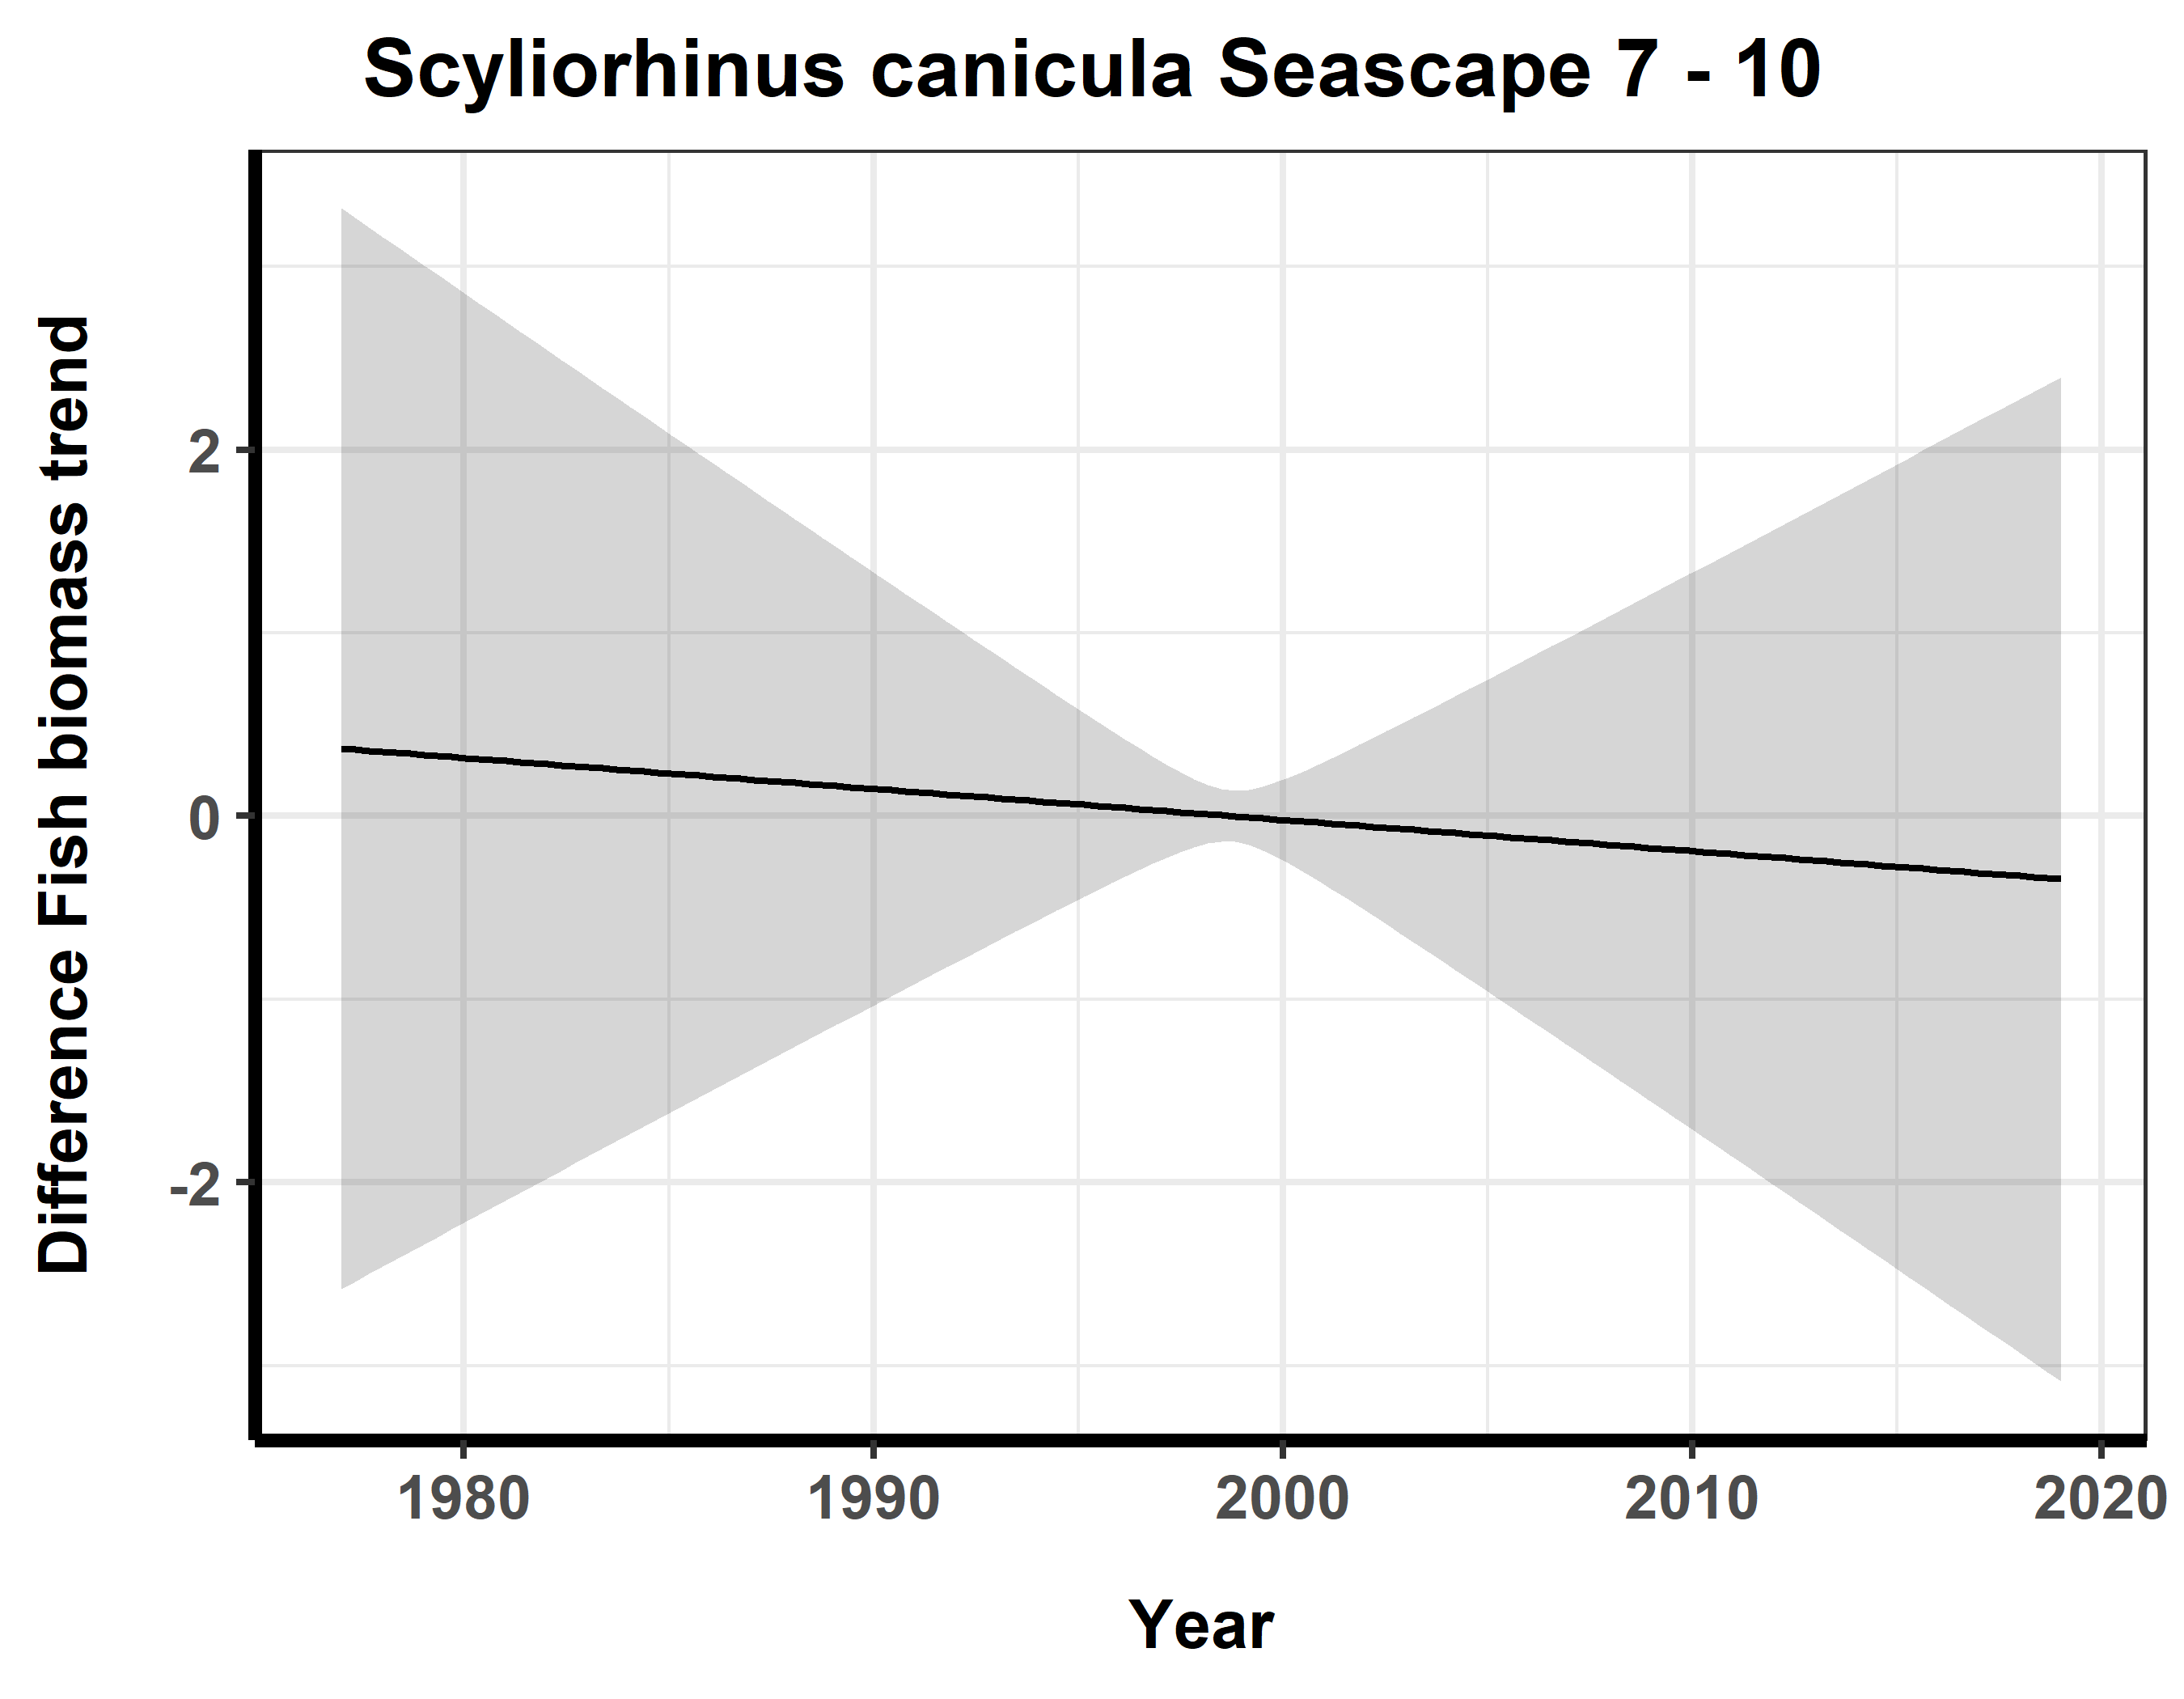 Scyliorhinus canicula Seascape 7 - 10
Difference Fish biomass trend
2
0
-2
1980
1990
2000
2010
2020
Year